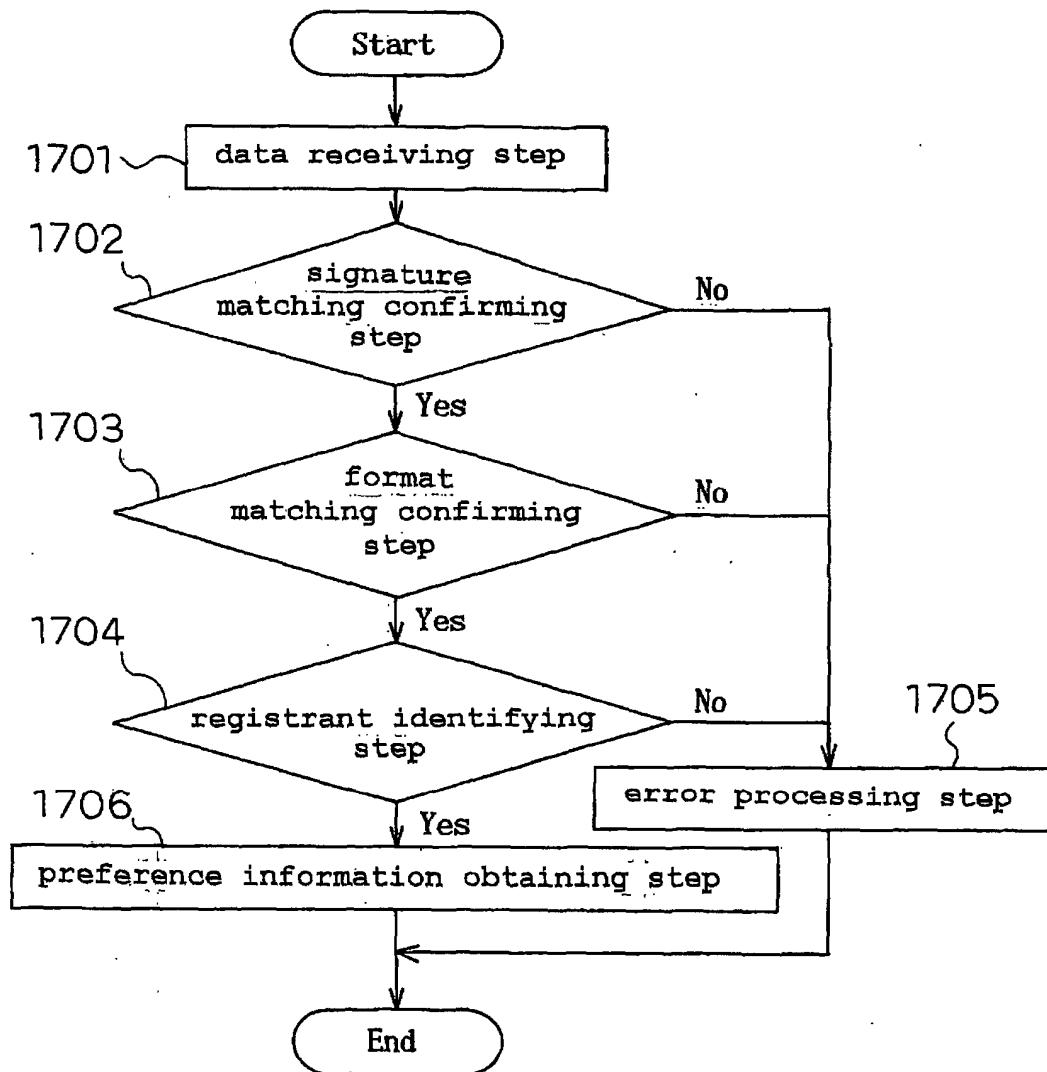 Start
1701
data receiving step
1702
signature
matching confirming
step
No
Yes
1703
format
matching confirming
step
No
Yes
1704
registrant identifying
step
No
1705
error processing step
Yes
1706
preference information obtaining step
End